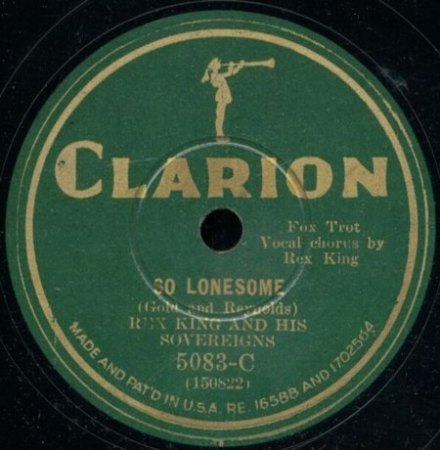 CLARION
Fox Trot
Vocal chorus by
Rex King
SO LONESOME
(Gold and Reynolds)
REX KING AND HIS
SOVEREIGNS
5083-C
(150822)
MADE AND PAT'D IN U.S.A. RE. 16588 AND 1702564